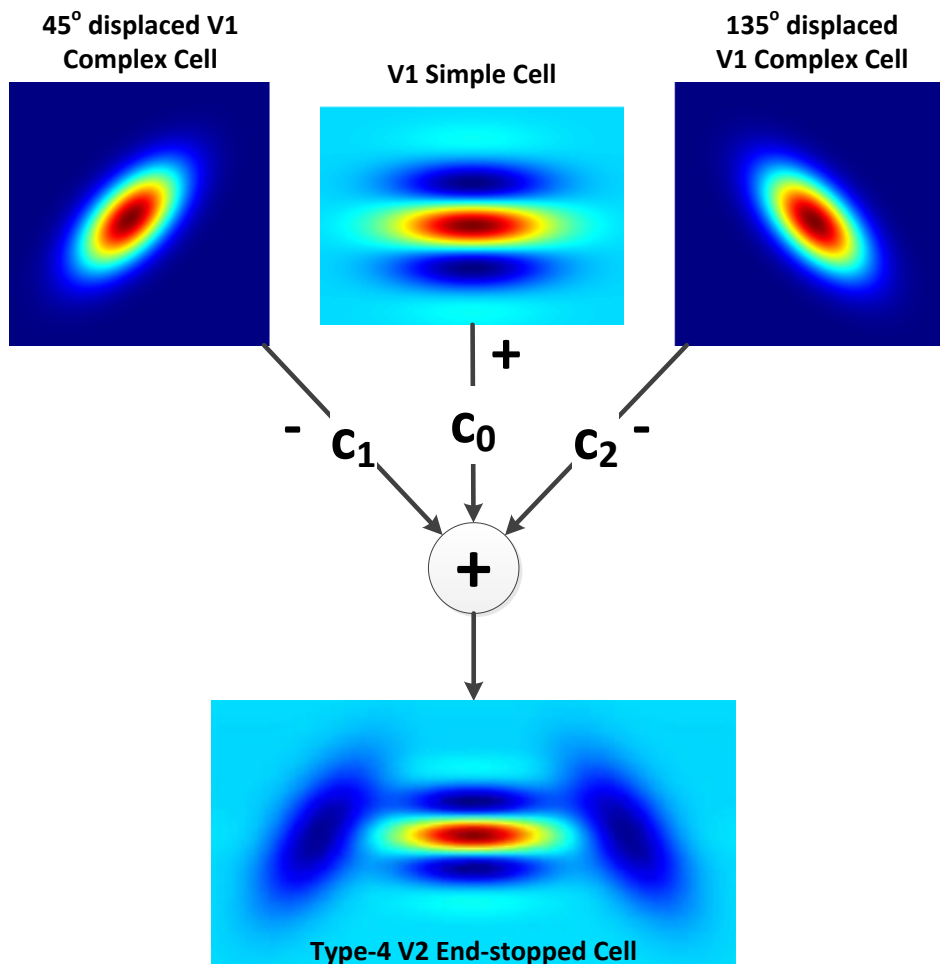 45° displaced V1
Complex Cell
V1 Simple Cell
135° displaced
V1 Complex Cell
+
- c₁
c₀
c₂ -
+
Type-4 V2 End-stopped Cell